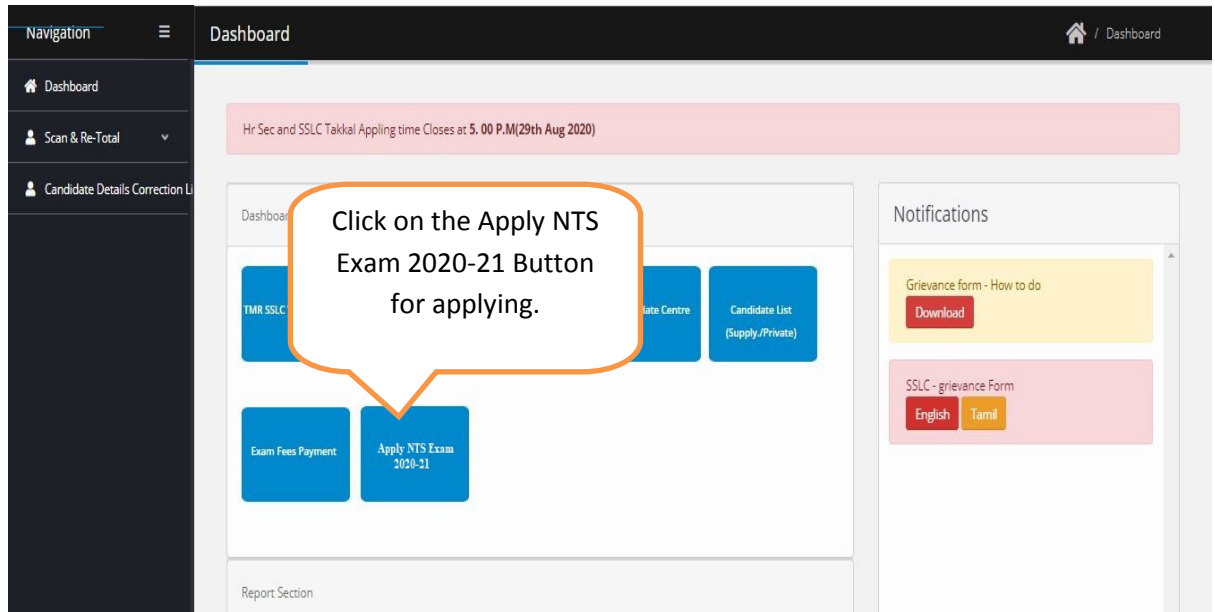 Navigation
Dashboard
/ Dashboard
Dashboard
Scan & Re-Total
Candidate Details Correction
Hr Sec and SSLC Takkal Appling time Closes at 5. 00 P.M(29th Aug 2020)
Click on the Apply NTS
Exam 2020-21 Button
for applying.
TMR SSLC
Centre
Candidate List
(Supply./Private)
Exam Fees Payment
Apply NTS Exam
2020-21
Report Section
Notifications
Grievance form - How to do
Download
SSLC - grievance Form
English Tamil